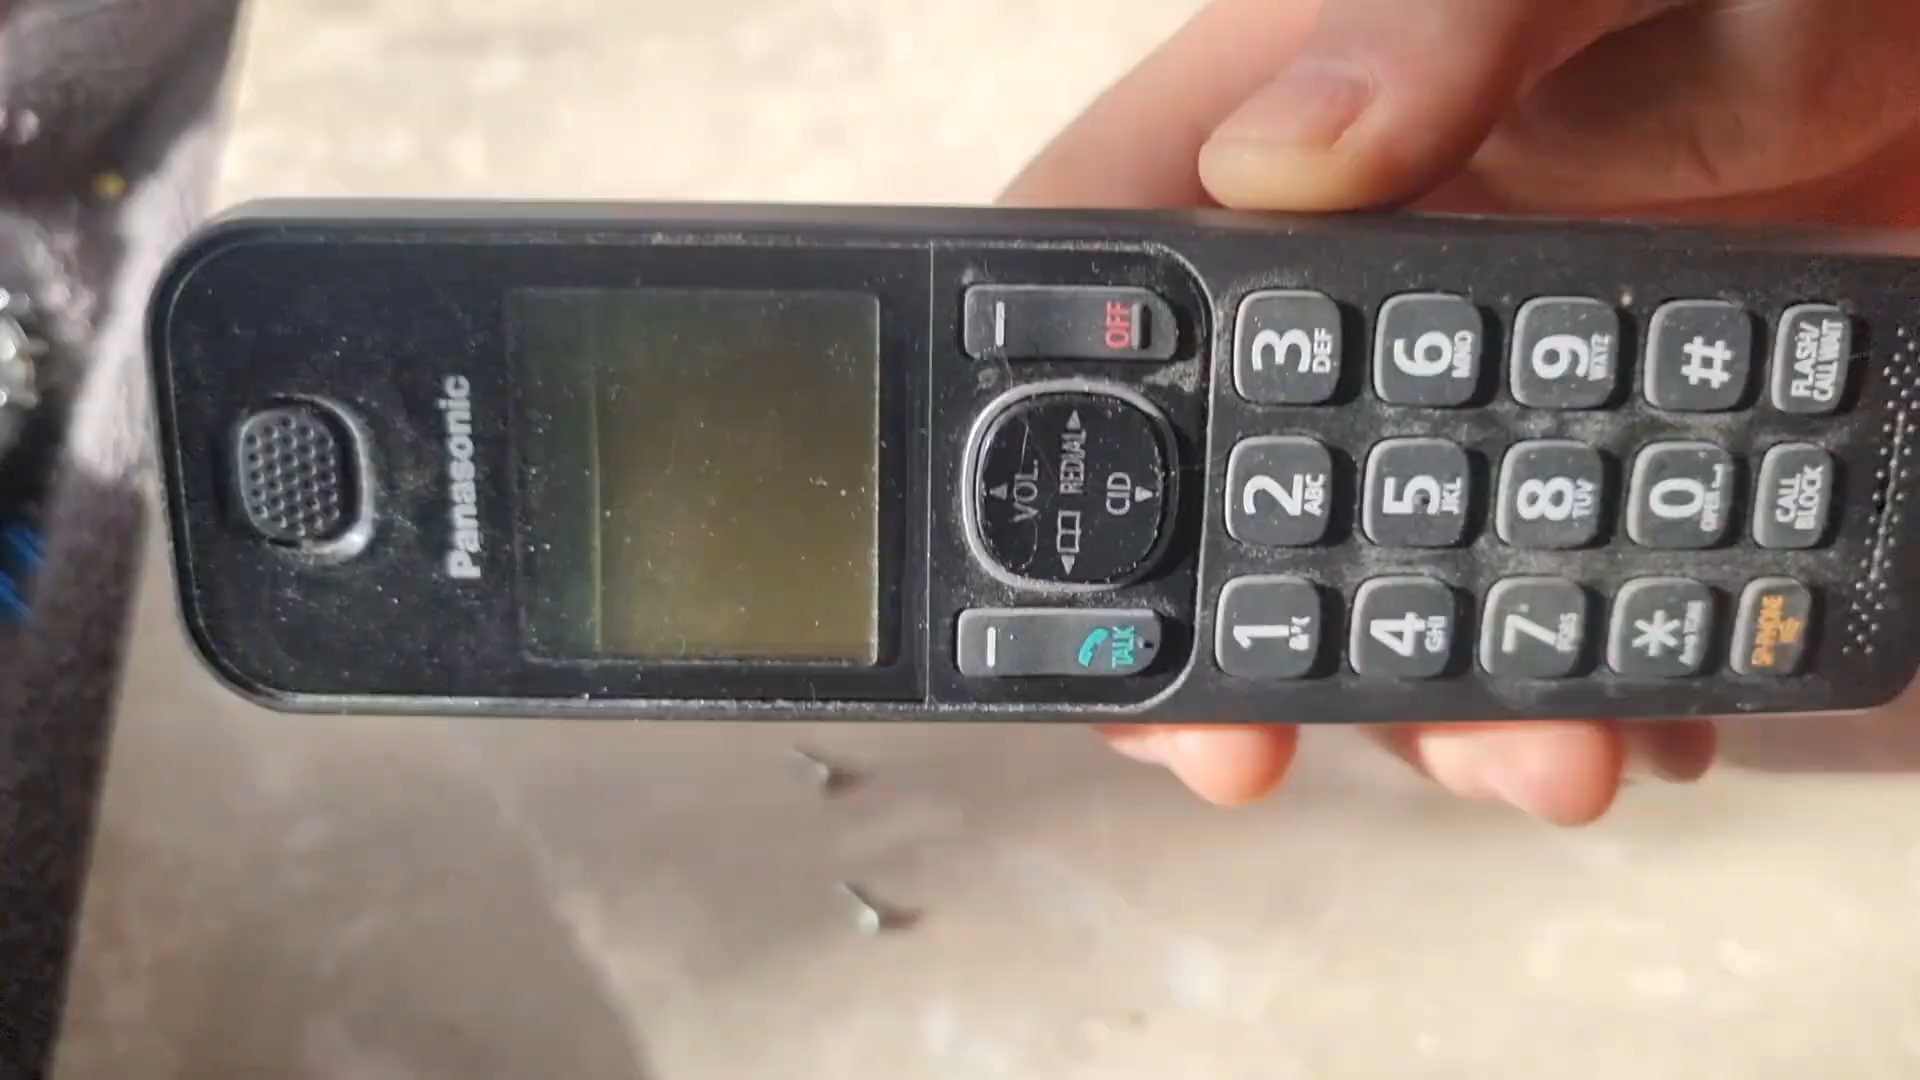 Panasonic
OFF
VOL.
REDIAL
CID
TALK
1
2 ABC
3 DEF
4 GHI
5 JKL
6 MNO
7 PQRS
8 TUV
9 WXYZ
*
0
#
CALL
BLOCK
FLASH/
CALL WAIT